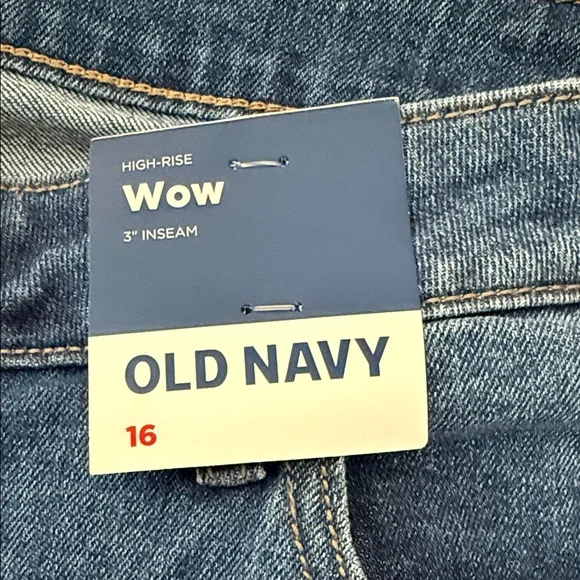 HIGH-RISE
Wow
3" INSEAM
OLD NAVY
16